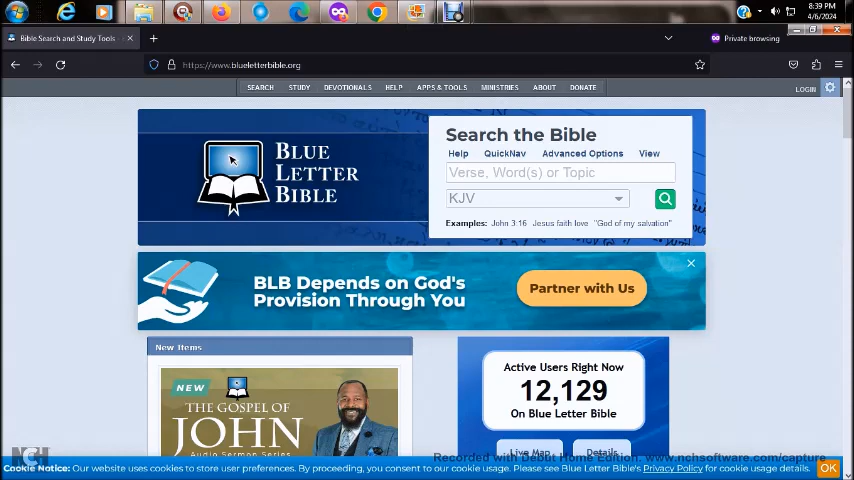 8:39 PM
4/6/2024
Bible Search and Study Tools -
Private browsing
https://www.blueletterbible.org
SEARCH STUDY DEVOTIONALS HELP APPS & TOOLS MINISTRIES ABOUT DONATE LOGIN
BLUE
LETTER
BIBLE
Search the Bible
Help QuickNav Advanced Options View
Verse, Word(s) or Topic
KJV
Examples: John 3:16 Jesus faith love "God of my salvation"
BLB Depends on God's
Provision Through You
Partner with Us
New Items
NEW
THE GOSPEL OF
JOHN
Audio Sermon Series
Active Users Right Now
12,129
On Blue Letter Bible
Live Map Details
NCH
Recorded with Debut Home Edition. www.nchsoftware.com/capture
Cookie Notice: Our website uses cookies to store user preferences. By proceeding, you consent to our cookie usage. Please see Blue Letter Bible's Privacy Policy for cookie usage details. OK